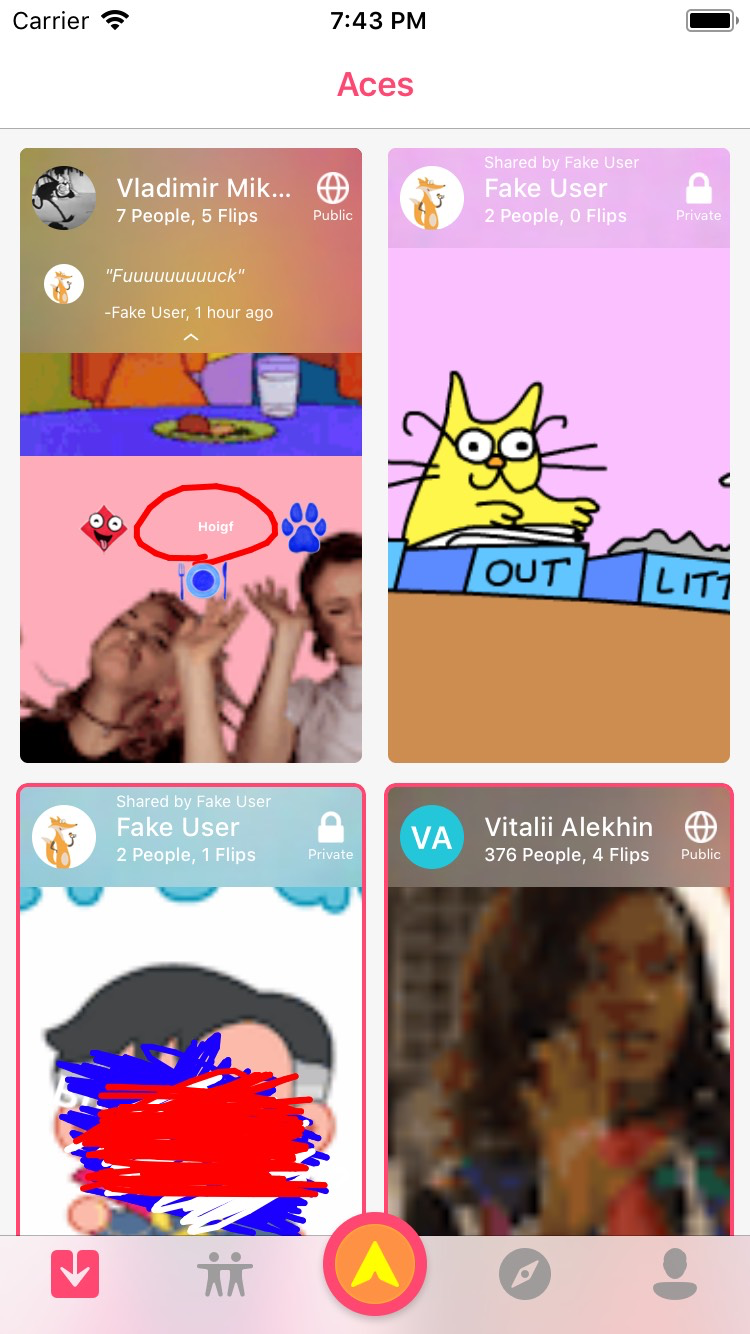 Carrier 7:43 PM
Aces
Vladimir Mik...
7 People, 5 Flips
Public
"Fuuuuuuuuuck"
-Fake User, 1 hour ago
Hoigf
Shared by Fake User
Fake User
2 People, 0 Flips
Private
OUT
LITT
Shared by Fake User
Fake User
2 People, 1 Flips
Private
VA
Vitalii Alekhin
376 People, 4 Flips
Public